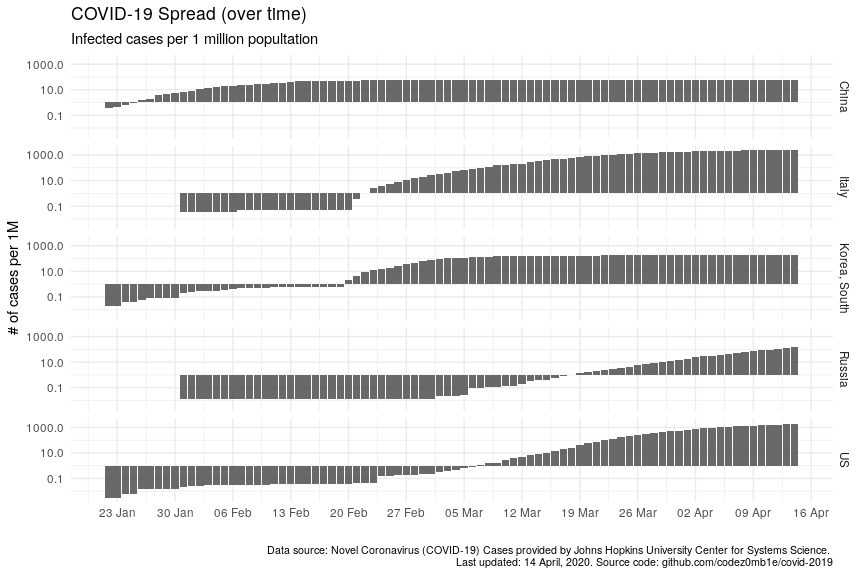 COVID-19 Spread (over time)
Infected cases per 1 million popultation
# of cases per 1M
1000.0
0.1
China
1000.0
10.0
0.1
Italy
1000.0
10.0
0.1
Korea, South
1000.0
10.0
0.1
Russia
1000.0
10.0
0.1
US
23 Jan 30 Jan 06 Feb 13 Feb 20 Feb 27 Feb 05 Mar 12 Mar 19 Mar 26 Mar 02 Apr 09 Apr 16 Apr
Data source: Novel Coronavirus (COVID-19) Cases provided by Johns Hopkins University Center for Systems Science.
Last updated: 14 April, 2020. Source code: github.com/codez0mb1e/covid-2019